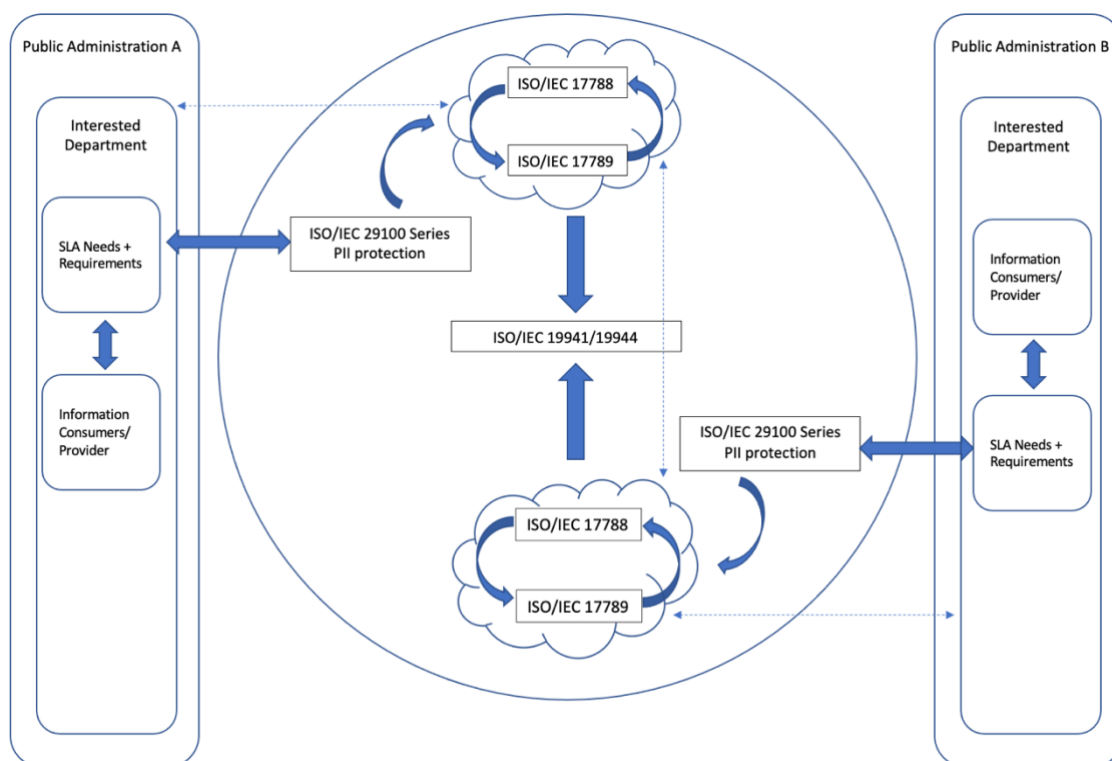 Public Administration A
Interested
Department
SLA Needs +
Requirements
Information
Consumers/
Provider
ISO/IEC 17788
ISO/IEC 17789
ISO/IEC 29100 Series
PII protection
ISO/IEC 19941/19944
ISO/IEC 29100 Series
PII protection
ISO/IEC 17788
ISO/IEC 17789
Public Administration B
Interested
Department
Information
Consumers/
Provider
SLA Needs +
Requirements